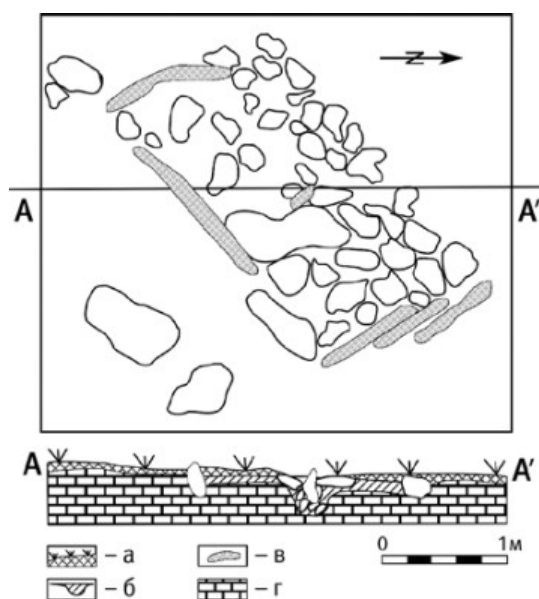 N
A A'
A A'
– а – в 0 1м
– б – г